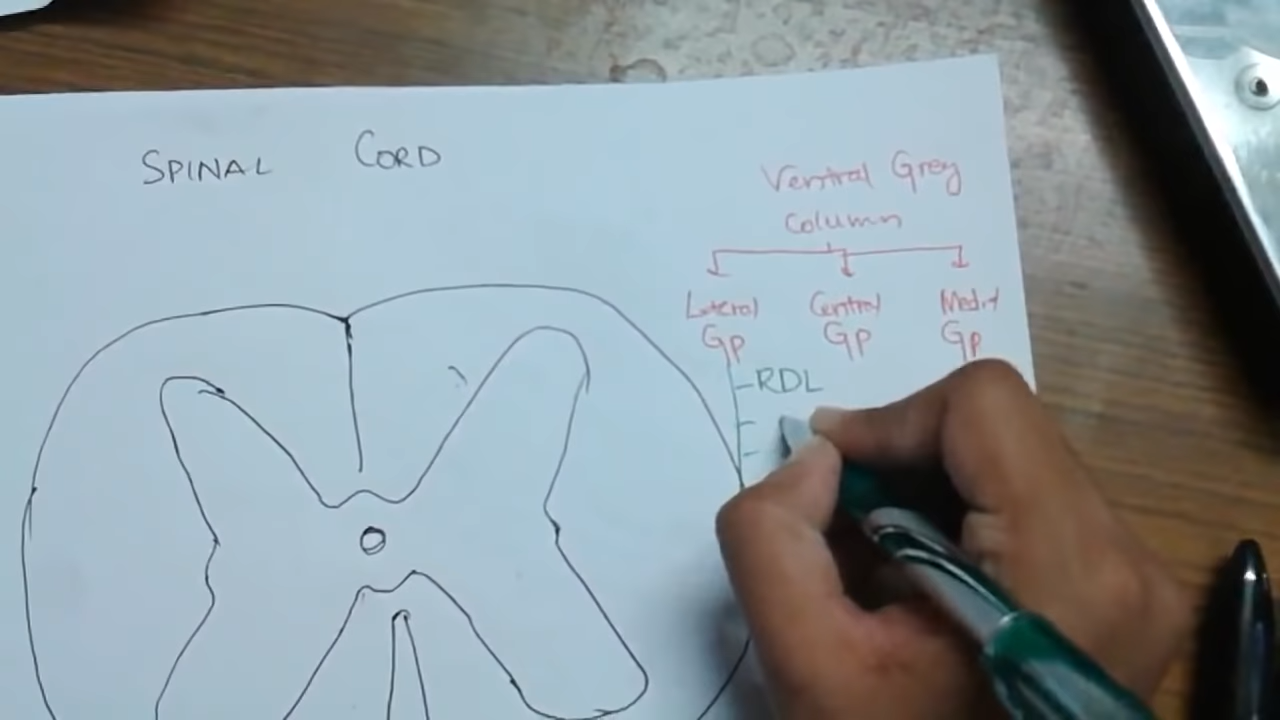 SPINAL CORD
Ventral Grey
Column
Lateral Central Medial
Gp Gp Gp
-RDL